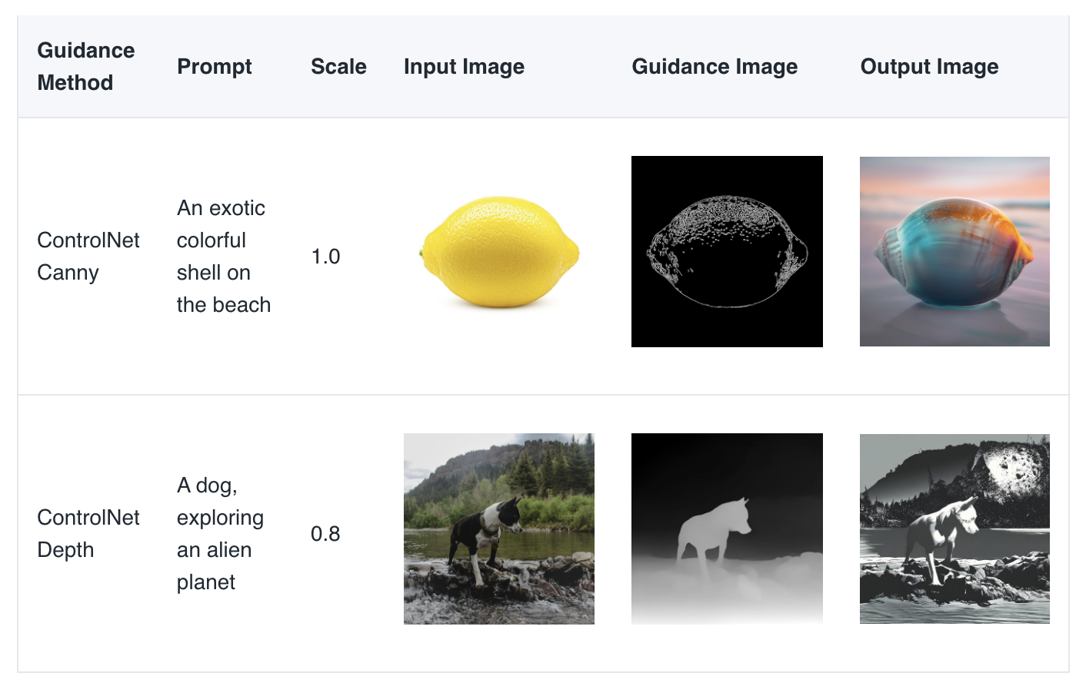 Guidance
Method
Prompt
Scale
Input Image
Guidance Image
Output Image
ControlNet
Canny
An exotic
colorful
shell on
the beach
1.0
ControlNet
Depth
A dog,
exploring
an alien
planet
0.8